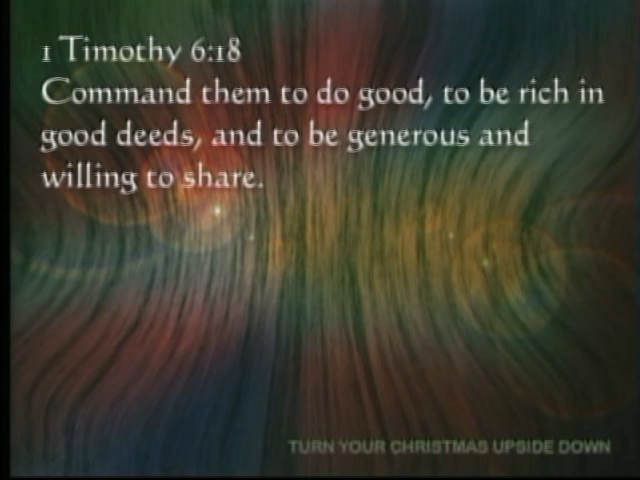 1 Timothy 6:18
Command them to do good, to be rich in
good deeds, and to be generous and
willing to share.
TURN YOUR CHRISTMAS UPSIDE DOWN